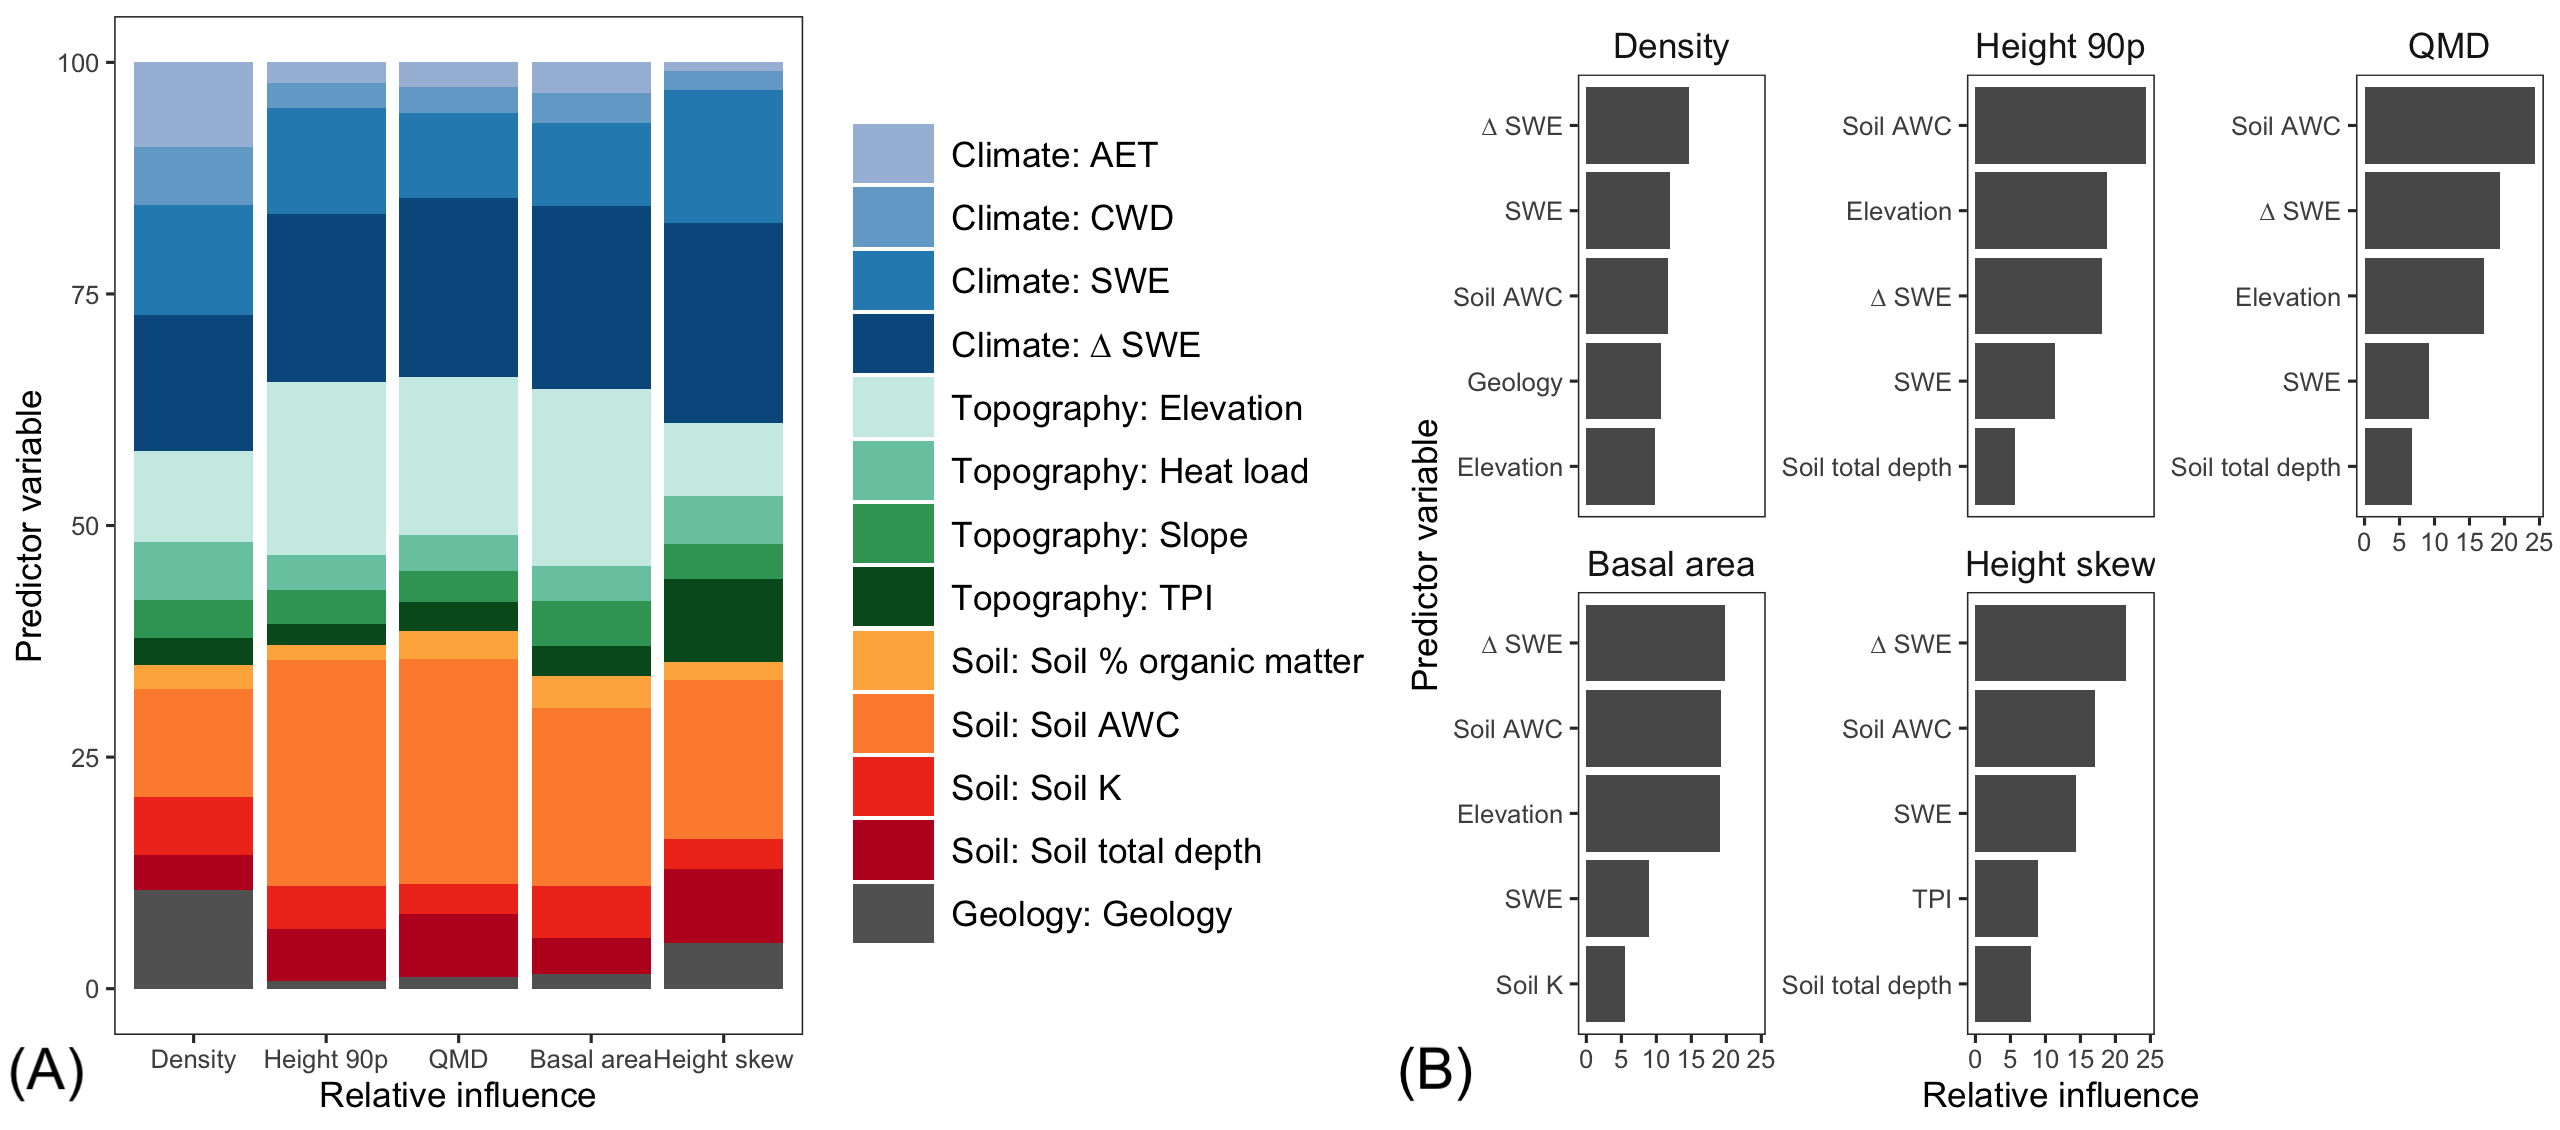 100
75
50
25
0
Predictor variable
Density
Height 90p
QMD
Basal area
Height skew
Relative influence
(A)
Climate: AET
Climate: CWD
Climate: SWE
Climate: Δ SWE
Topography: Elevation
Topography: Heat load
Topography: Slope
Topography: TPI
Soil: Soil % organic matter
Soil: Soil AWC
Soil: Soil K
Soil: Soil total depth
Geology: Geology
Predictor variable
Density
Δ SWE
SWE
Soil AWC
Geology
Elevation
Height 90p
Soil AWC
Elevation
Δ SWE
SWE
Soil total depth
QMD
Soil AWC
Δ SWE
Elevation
SWE
Soil total depth
0 5 10 15 20 25
Basal area
Δ SWE
Soil AWC
Elevation
SWE
Soil K
0 5 10 15 20 25
Height skew
Δ SWE
Soil AWC
SWE
TPI
Soil total depth
0 5 10 15 20 25
Relative influence
(B)